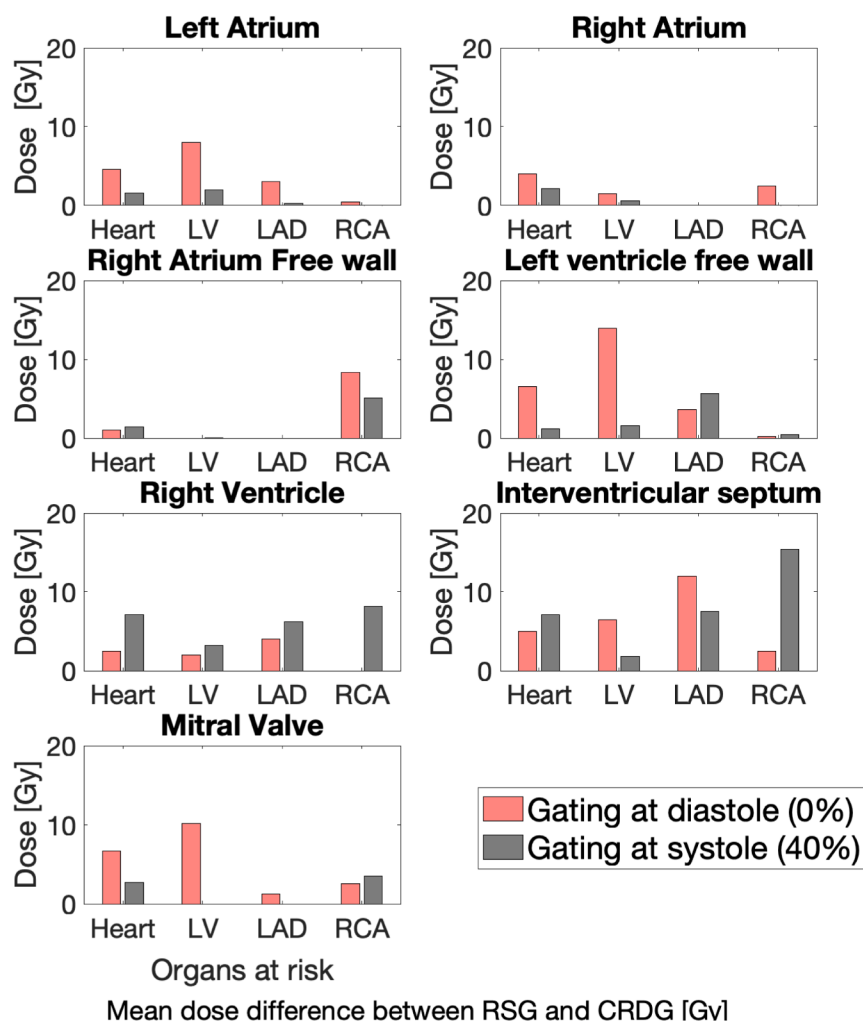 Left Atrium
20
10
0
Dose [Gy]
Heart LV LAD RCA
Right Atrium
20
10
0
Dose [Gy]
Heart LV LAD RCA
Right Atrium Free wall
20
10
0
Dose [Gy]
Heart LV LAD RCA
Left ventricle free wall
20
10
0
Dose [Gy]
Heart LV LAD RCA
Right Ventricle
20
10
0
Dose [Gy]
Heart LV LAD RCA
Interventricular septum
20
10
0
Dose [Gy]
Heart LV LAD RCA
Mitral Valve
20
10
0
Dose [Gy]
Heart LV LAD RCA
Organs at risk
Gating at diastole (0%)
Gating at systole (40%)
Mean dose difference between RSG and CRDG [Gy]